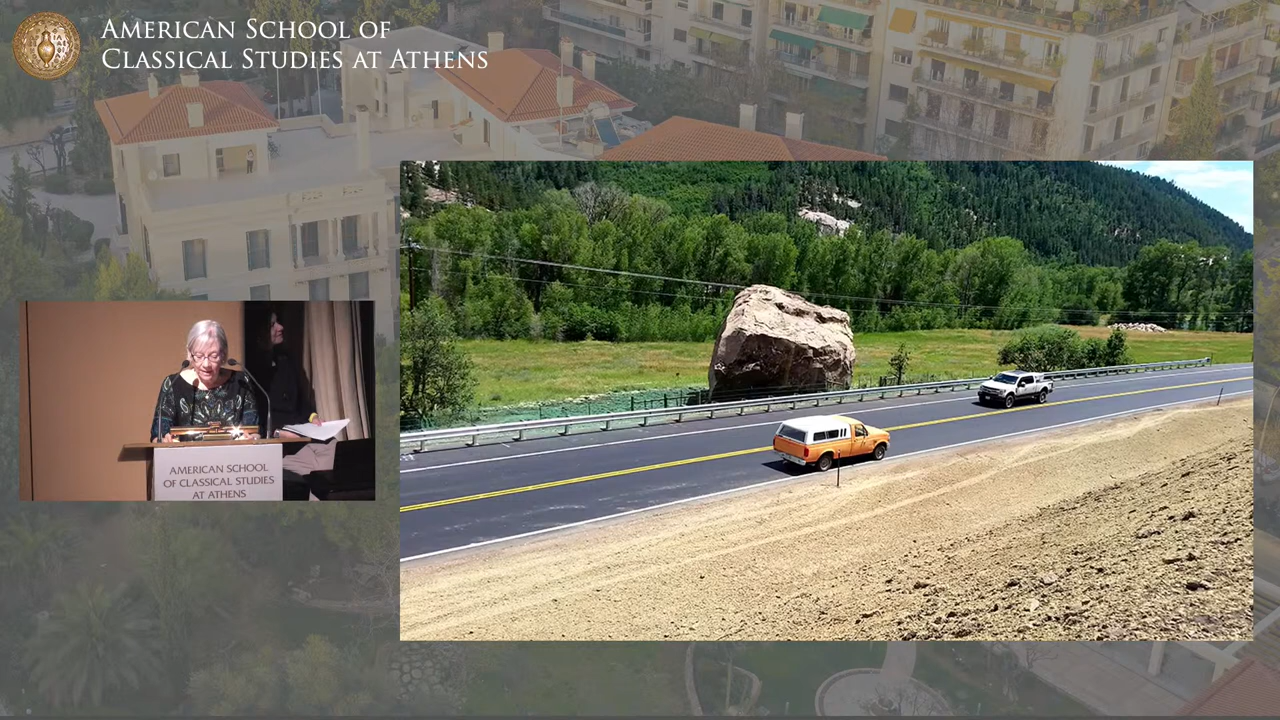 AMERICAN SCHOOL OF
CLASSICAL STUDIES AT ATHENS
AMERICAN SCHOOL
OF CLASSICAL STUDIES
AT ATHENS